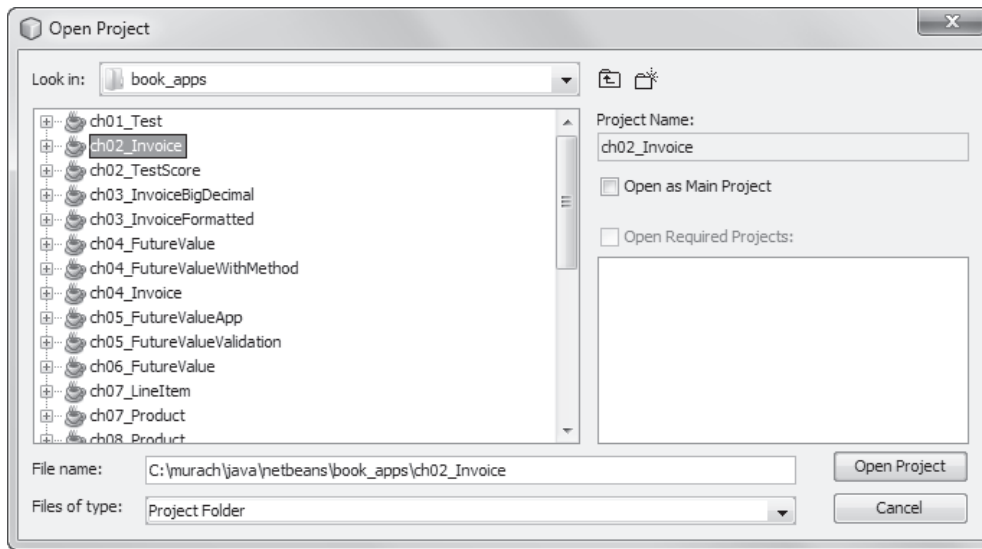 Open Project
Look in: book_apps
ch01_Test
ch02_Invoice
ch02_TestScore
ch03_InvoiceBigDecimal
ch03_InvoiceFormatted
ch04_FutureValue
ch04_FutureValueWithMethod
ch04_Invoice
ch05_FutureValueApp
ch05_FutureValueValidation
ch06_FutureValue
ch07_LineItem
ch07_Product
ch08_Product
Project Name:
ch02_Invoice
Open as Main Project
Open Required Projects:
File name: C:\murach\java\netbeans\book_apps\ch02_Invoice
Open Project
Files of type: Project Folder
Cancel